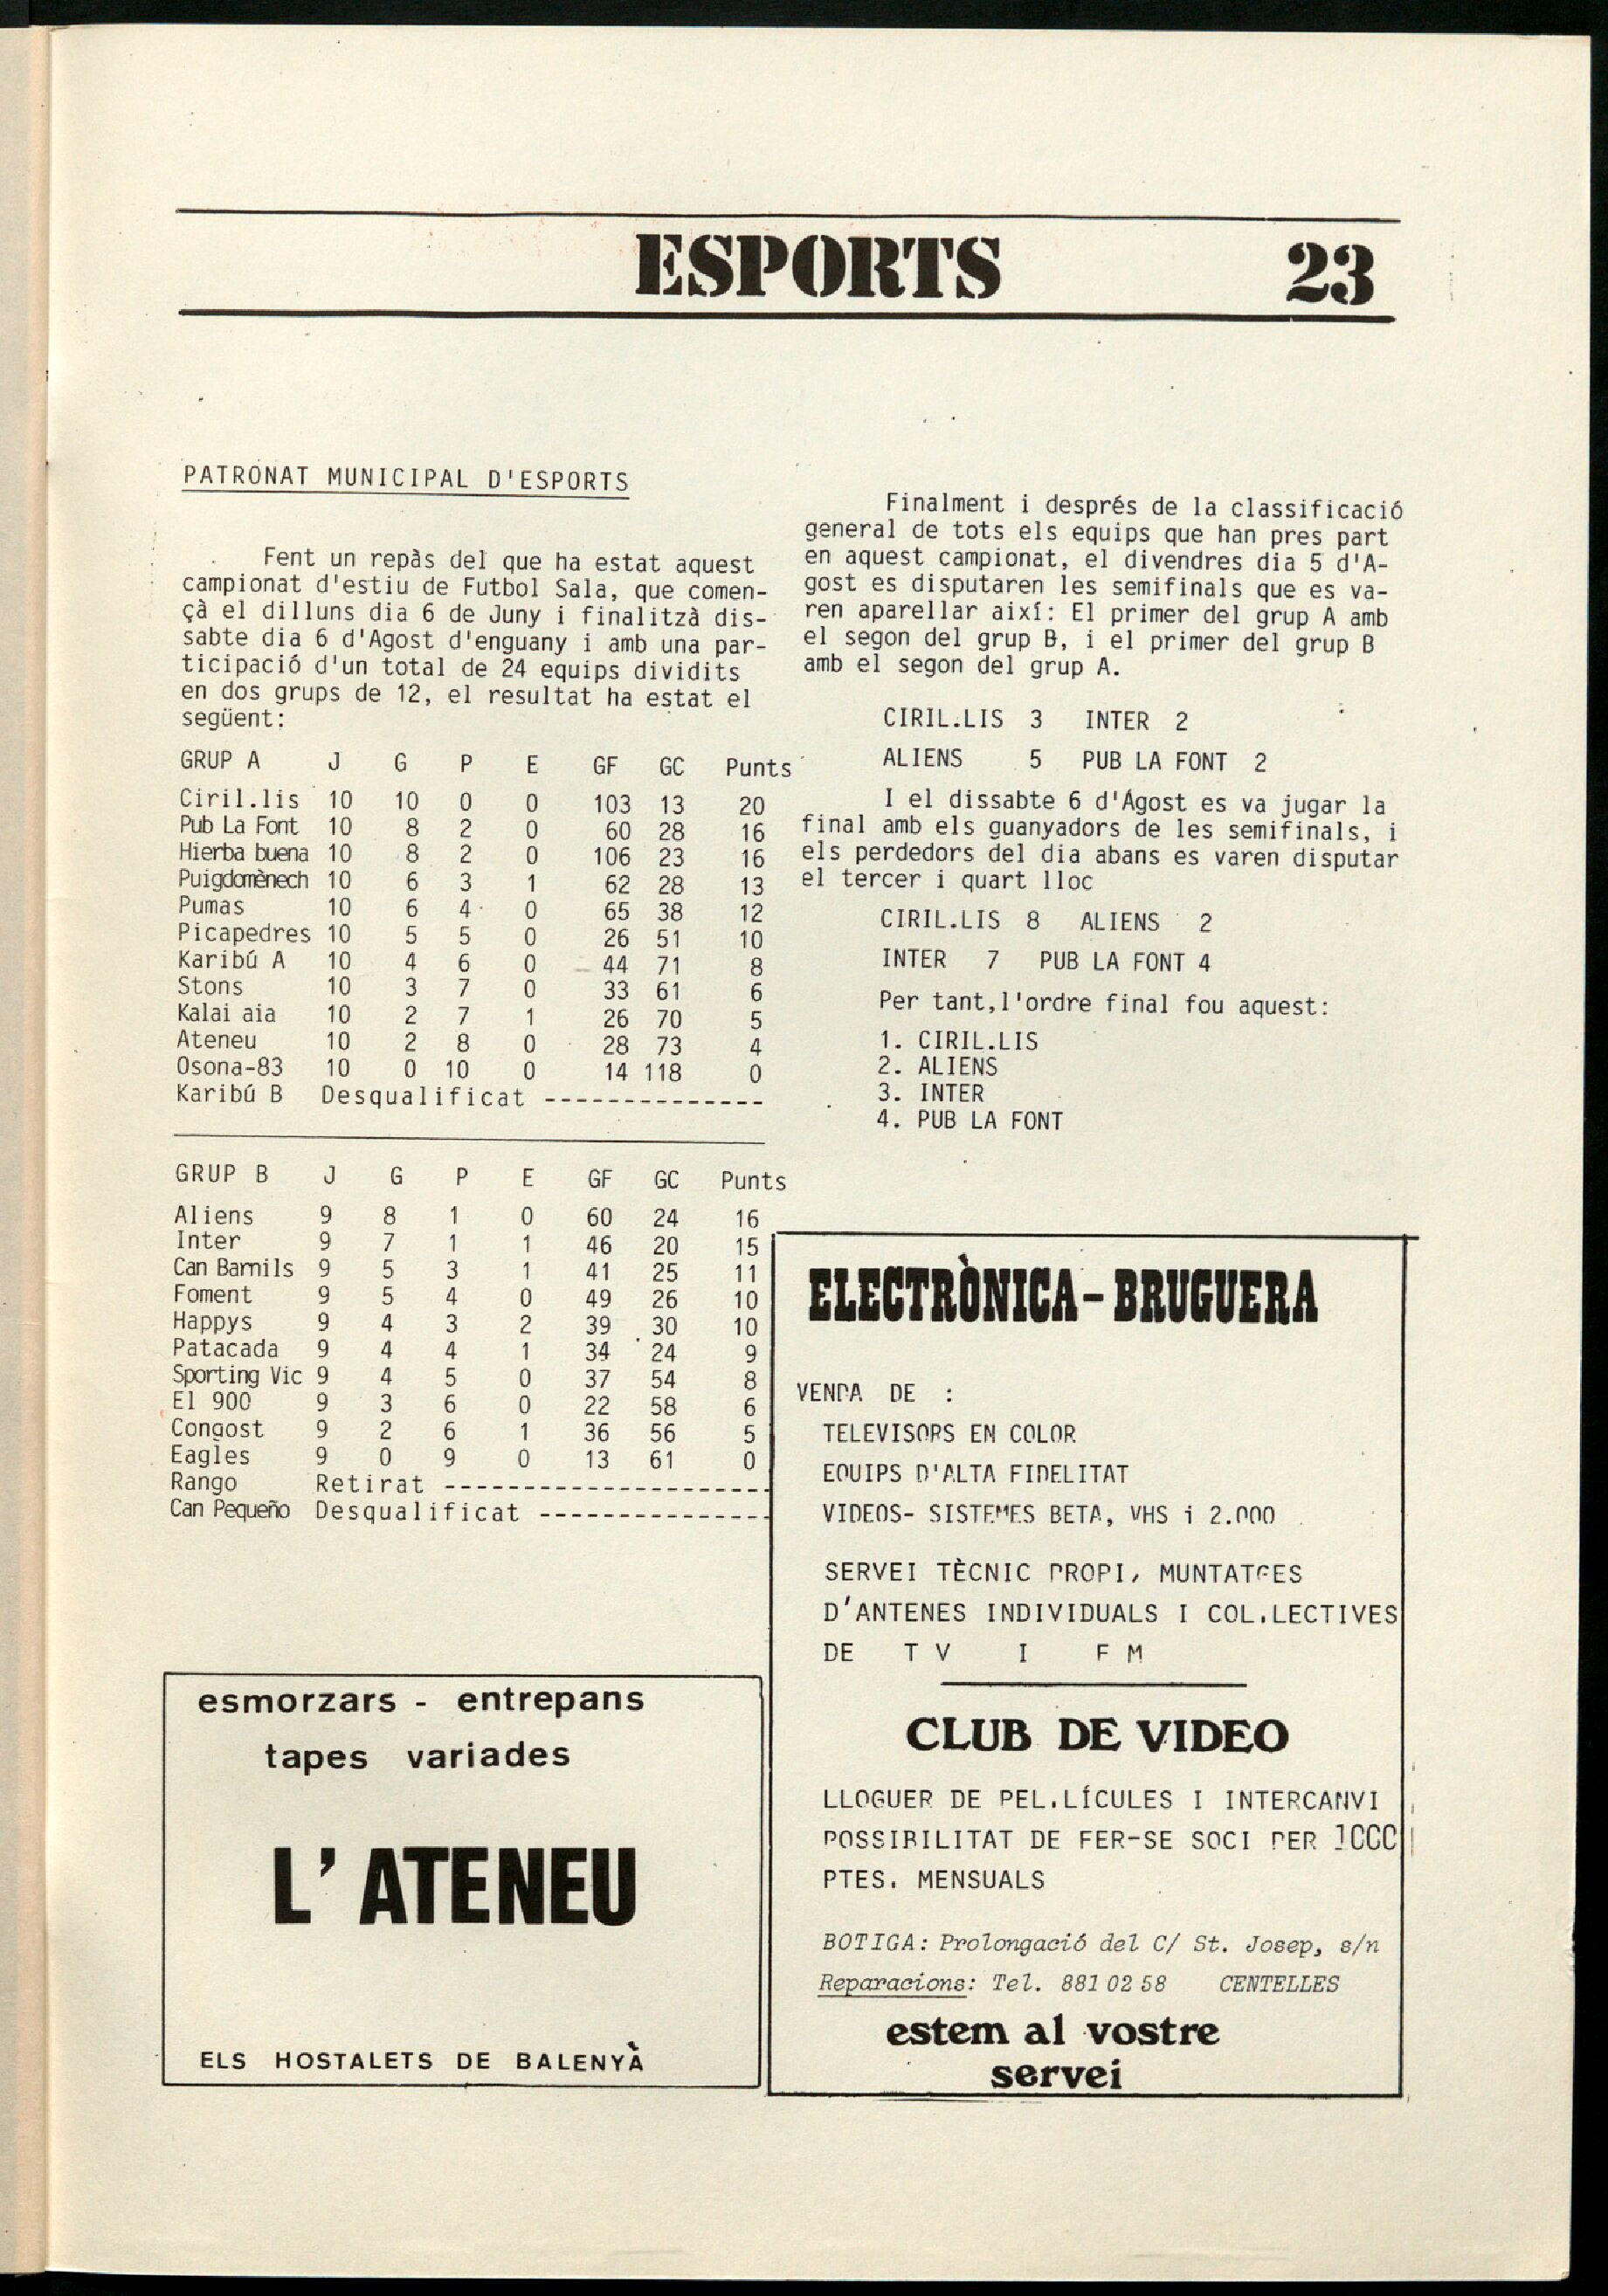 ESPORTS 23
PATRONAT MUNICIPAL D'ESPORTS
Fent un repàs del que ha estat aquest
campionat d'estiu de Futbol Sala, que comen-
çà el dilluns dia 6 de Juny i finalitzà dis-
sabte dia 6 d'Agost d'enguany i amb una par-
ticipació d'un total de 24 equips dividits
en dos grups de 12, el resultat ha estat el
següent:
GRUP A J G P E GF GC Punts
Ciril.lis 10 10 0 0 103 13 20
Pub La Font 10 8 2 0 60 28 16
Hierba buena 10 8 2 0 106 23 16
Puigdomènech 10 6 3 1 62 28 13
Pumas 10 6 4 0 65 38 12
Picapedres 10 5 5 0 26 51 10
Karibú A 10 4 6 0 44 71 8
Stons 10 3 7 0 33 61 6
Kalai aia 10 2 7 1 26 70 5
Ateneu 10 2 8 0 28 73 4
Osona-83 10 0 10 0 14 118 0
Karibú B Desqualificat --------------
GRUP B J G P E GF GC Punts
Aliens 9 8 1 0 60 24 16
Inter 9 7 1 1 46 20 15
Can Barnils 9 5 3 1 41 25 11
Foment 9 5 4 0 49 26 10
Happys 9 4 3 2 39 30 10
Patacada 9 4 4 1 34 24 9
Sporting Vic 9 4 5 0 37 54 8
El 900 9 3 6 0 22 58 6
Congost 9 2 6 1 36 56 5
Eagles 9 0 9 0 13 61 0
Rango Retirat ---------------------
Can Pequeño Desqualificat ---------------
Finalment i després de la classificació
general de tots els equips que han pres part
en aquest campionat, el divendres dia 5 d'A-
gost es disputaren les semifinals que es va-
ren aparellar així: El primer del grup A amb
el segon del grup B, i el primer del grup B
amb el segon del grup A.
CIRIL.LIS 3 INTER 2
ALIENS 5 PUB LA FONT 2
I el dissabte 6 d'Agost es va jugar la
final amb els guanyadors de les semifinals, i
els perdedors del dia abans es varen disputar
el tercer i quart lloc
CIRIL.LIS 8 ALIENS 2
INTER 7 PUB LA FONT 4
Per tant,l'ordre final fou aquest:
1. CIRIL.LIS
2. ALIENS
3. INTER
4. PUB LA FONT
esmorzars - entrepans
tapes variades
L'ATENEU
ELS HOSTALETS DE BALENYÀ
ELECTRÒNICA-BRUGUERA
VENDA DE :
TELEVISORS EN COLOR
EQUIPS D'ALTA FIDELITAT
VIDEOS- SISTEMES BETA, VHS i 2.000
SERVEI TÈCNIC PROPI, MUNTATGES
D'ANTENES INDIVIDUALS I COL.LECTIVES
DE TV I FM
CLUB DE VIDEO
LLOGUER DE PEL.LÍCULES I INTERCANVI
POSSIBILITAT DE FER-SE SOCI PER 1000
PTES. MENSUALS
BOTIGA: Prolongació del C/ St. Josep, s/n
Reparacions: Tel. 881 02 58 CENTELLES
estem al vostre
servei